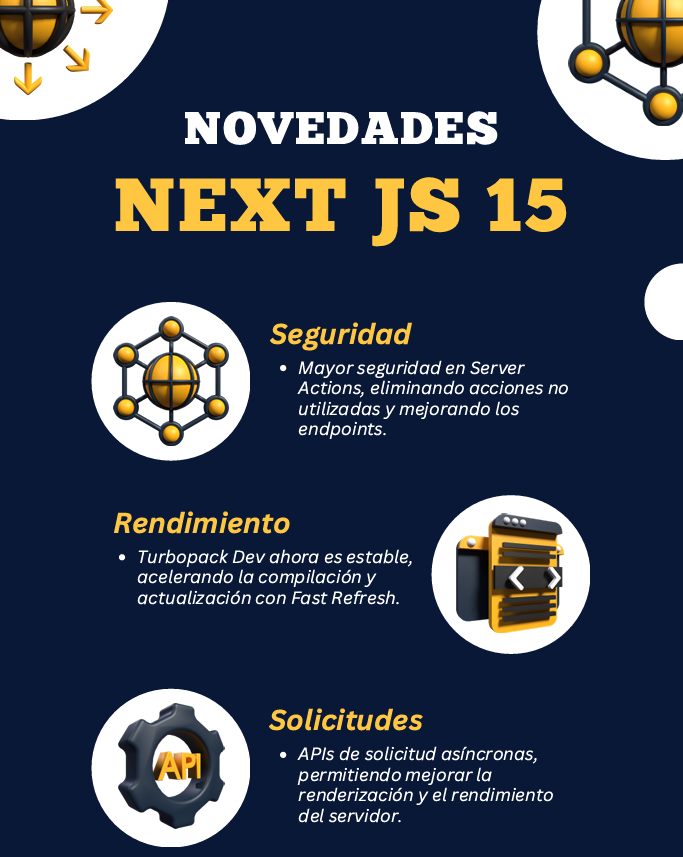 NOVEDADES
NEXT JS 15
Seguridad
• Mayor seguridad en Server
Actions, eliminando acciones no
utilizadas y mejorando los
endpoints.
Rendimiento
• Turbopack Dev ahora es estable,
acelerando la compilación y
actualización con Fast Refresh.
API
Solicitudes
• APIs de solicitud asíncronas,
permitiendo mejorar la
renderización y el rendimiento
del servidor.